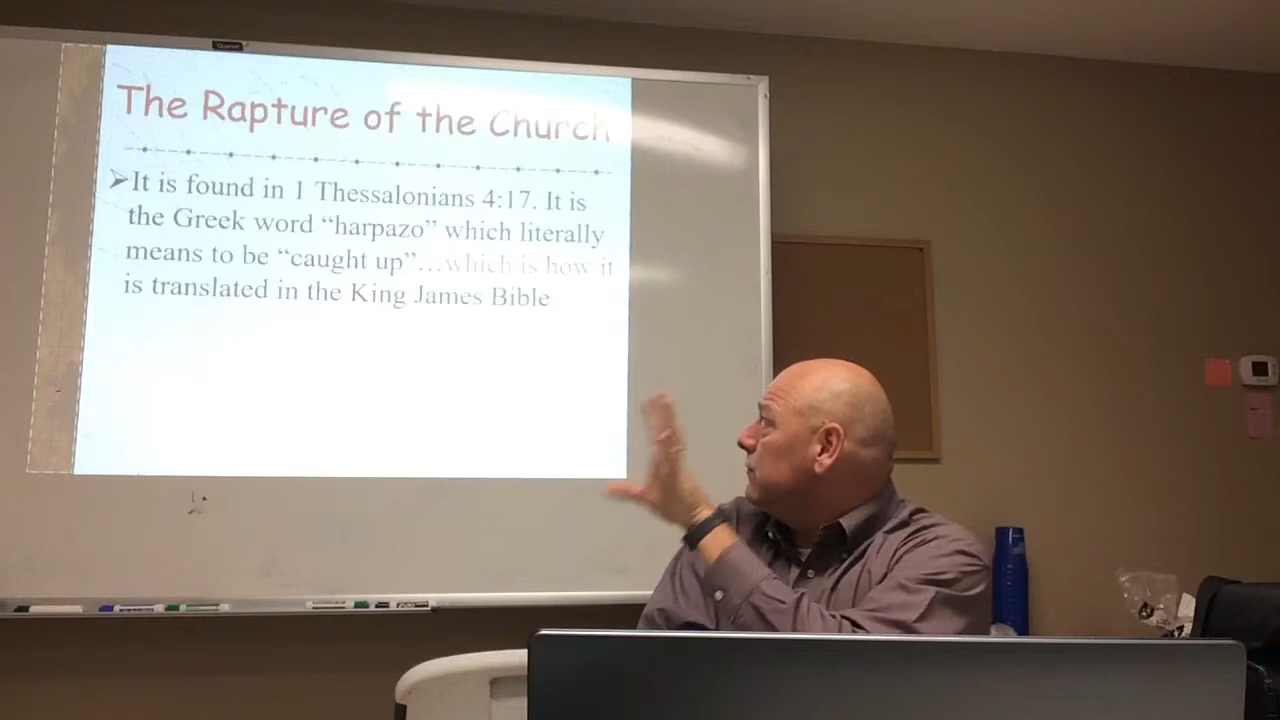 The Rapture of the Church
➢It is found in 1 Thessalonians 4:17. It is
the Greek word “harpazo” which literally
means to be “caught up”…which is how it
is translated in the King James Bible